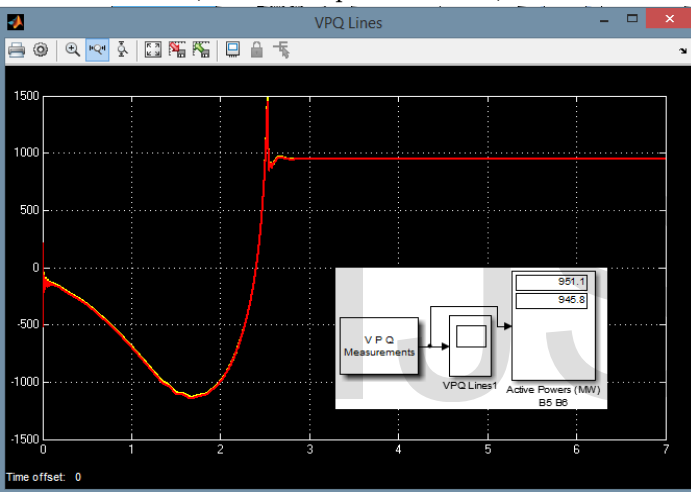 VPQ Lines
1500
1000
500
0
-500
-1000
-1500
0 1 2 3 4 5 6 7
951.1
945.8
V P Q
Measurements
VPQ Lines1
Active Powers (MW)
B5 B6
Time offset: 0